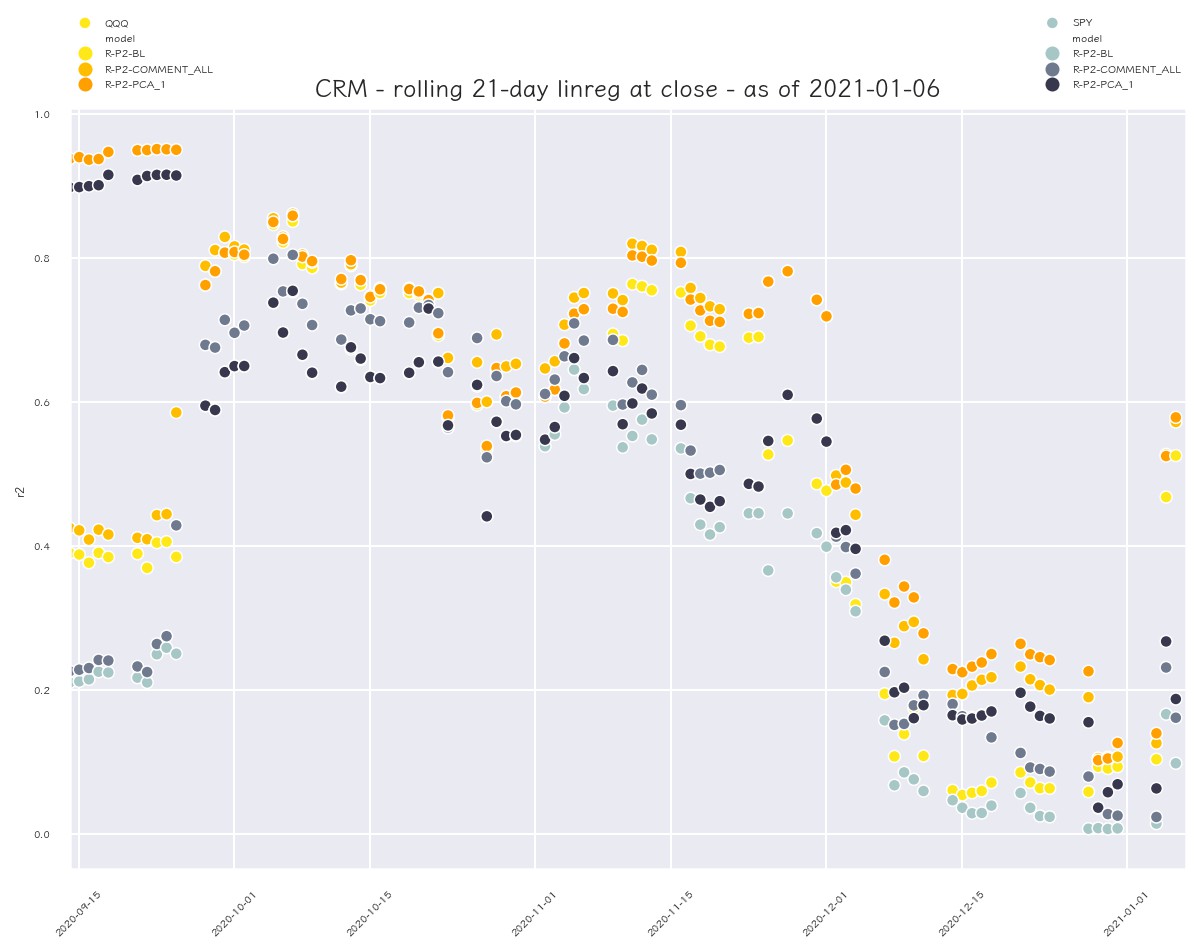 QQQ
model
R-P2-BL
R-P2-COMMENT_ALL
R-P2-PCA_1
SPY
model
R-P2-BL
R-P2-COMMENT_ALL
R-P2-PCA_1
CRM - rolling 21-day linreg at close - as of 2021-01-06
1.0
0.8
0.6
0.4
0.2
0.0
r2
2020-09-15
2020-10-01
2020-10-15
2020-11-01
2020-11-15
2020-12-01
2020-12-15
2021-01-01